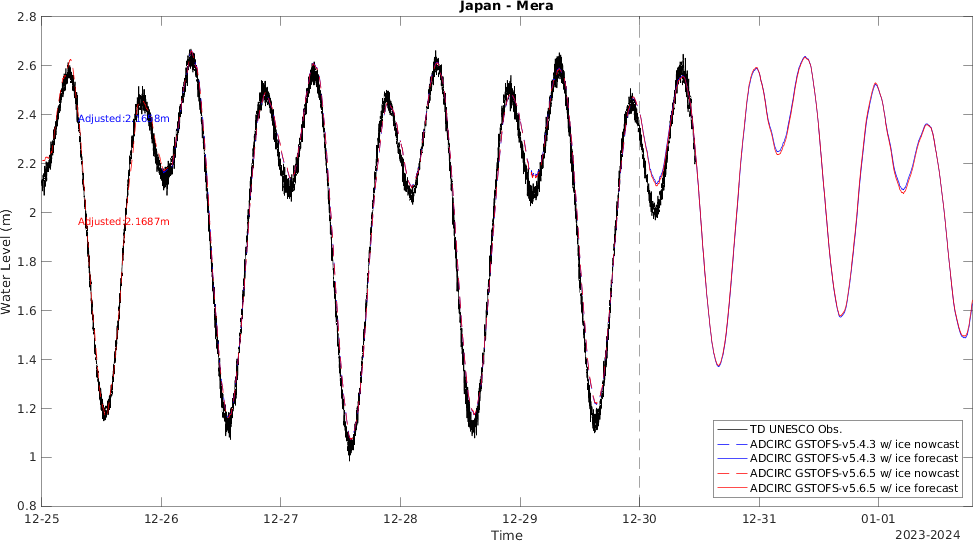 Japan - Mera
Water Level (m)
2.8
2.6
2.4
2.2
2
1.8
1.6
1.4
1.2
1
0.8
Adjusted:2.1658m
Adjusted:2.1687m
TD UNESCO Obs.
ADCIRC GSTOFS-v5.4.3 w/ ice nowcast
ADCIRC GSTOFS-v5.4.3 w/ ice forecast
ADCIRC GSTOFS-v5.6.5 w/ ice nowcast
ADCIRC GSTOFS-v5.6.5 w/ ice forecast
12-25 12-26 12-27 12-28 12-29 12-30 12-31 01-01
Time
2023-2024